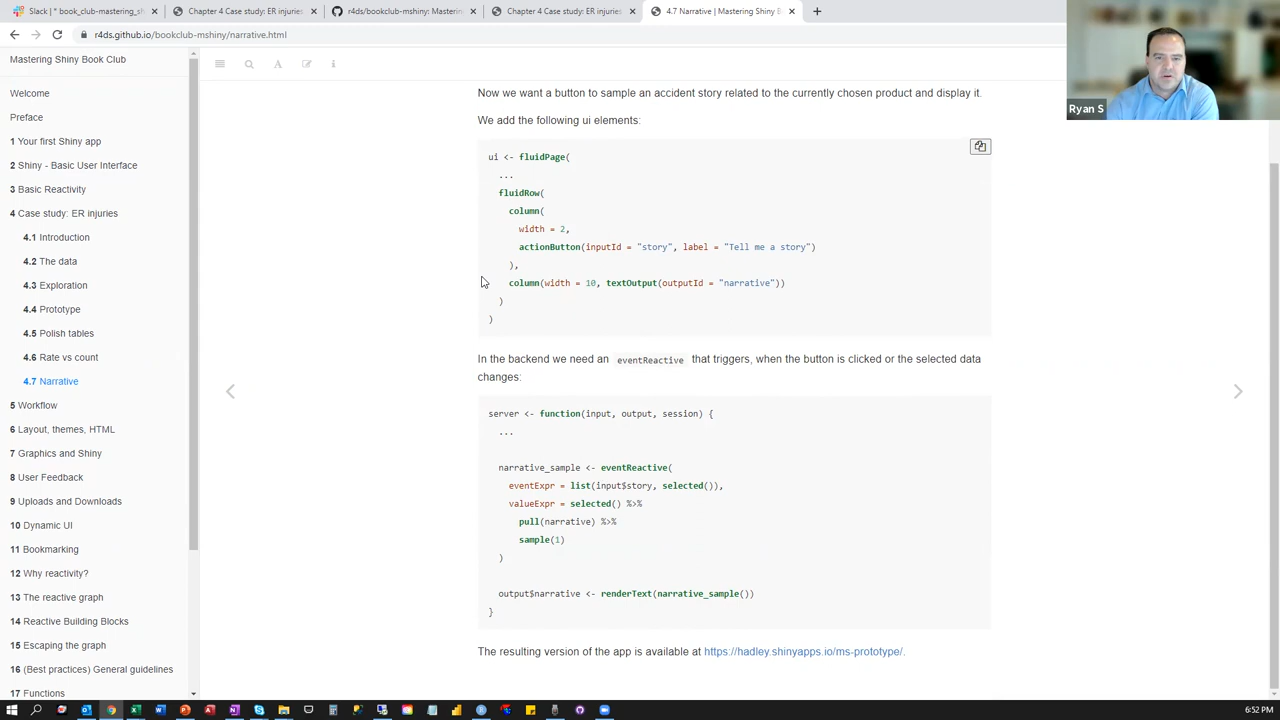 Slack | * book_club-mastering_sh
Chapter 4 Case study: ER injuries
r4ds/bookclub-mshiny: Mastering
Chapter 4 Case study: ER injuries
4.7 Narrative | Mastering Shiny B
r4ds.github.io/bookclub-mshiny/narrative.html
Ryan S
Mastering Shiny Book Club
Welcome
Preface
1 Your first Shiny app
2 Shiny - Basic User Interface
3 Basic Reactivity
4 Case study: ER injuries
4.1 Introduction
4.2 The data
4.3 Exploration
4.4 Prototype
4.5 Polish tables
4.6 Rate vs count
4.7 Narrative
5 Workflow
6 Layout, themes, HTML
7 Graphics and Shiny
8 User Feedback
9 Uploads and Downloads
10 Dynamic UI
11 Bookmarking
12 Why reactivity?
13 The reactive graph
14 Reactive Building Blocks
15 Escaping the graph
16 (Best practices) General guidelines
17 Functions
Now we want a button to sample an accident story related to the currently chosen product and display it.
We add the following ui elements:
ui <- fluidPage(
...
fluidRow(
column(
width = 2,
actionButton(inputId = "story", label = "Tell me a story")
),
column(width = 10, textOutput(outputId = "narrative"))
)
)
In the backend we need an eventReactive that triggers, when the button is clicked or the selected data
changes:
server <- function(input, output, session) {
...
narrative_sample <- eventReactive(
eventExpr = list(input$story, selected()),
valueExpr = selected() %>%
pull(narrative) %>%
sample(1)
)
output$narrative <- renderText(narrative_sample())
}
The resulting version of the app is available at https://hadley.shinyapps.io/ms-prototype/.
6:52 PM